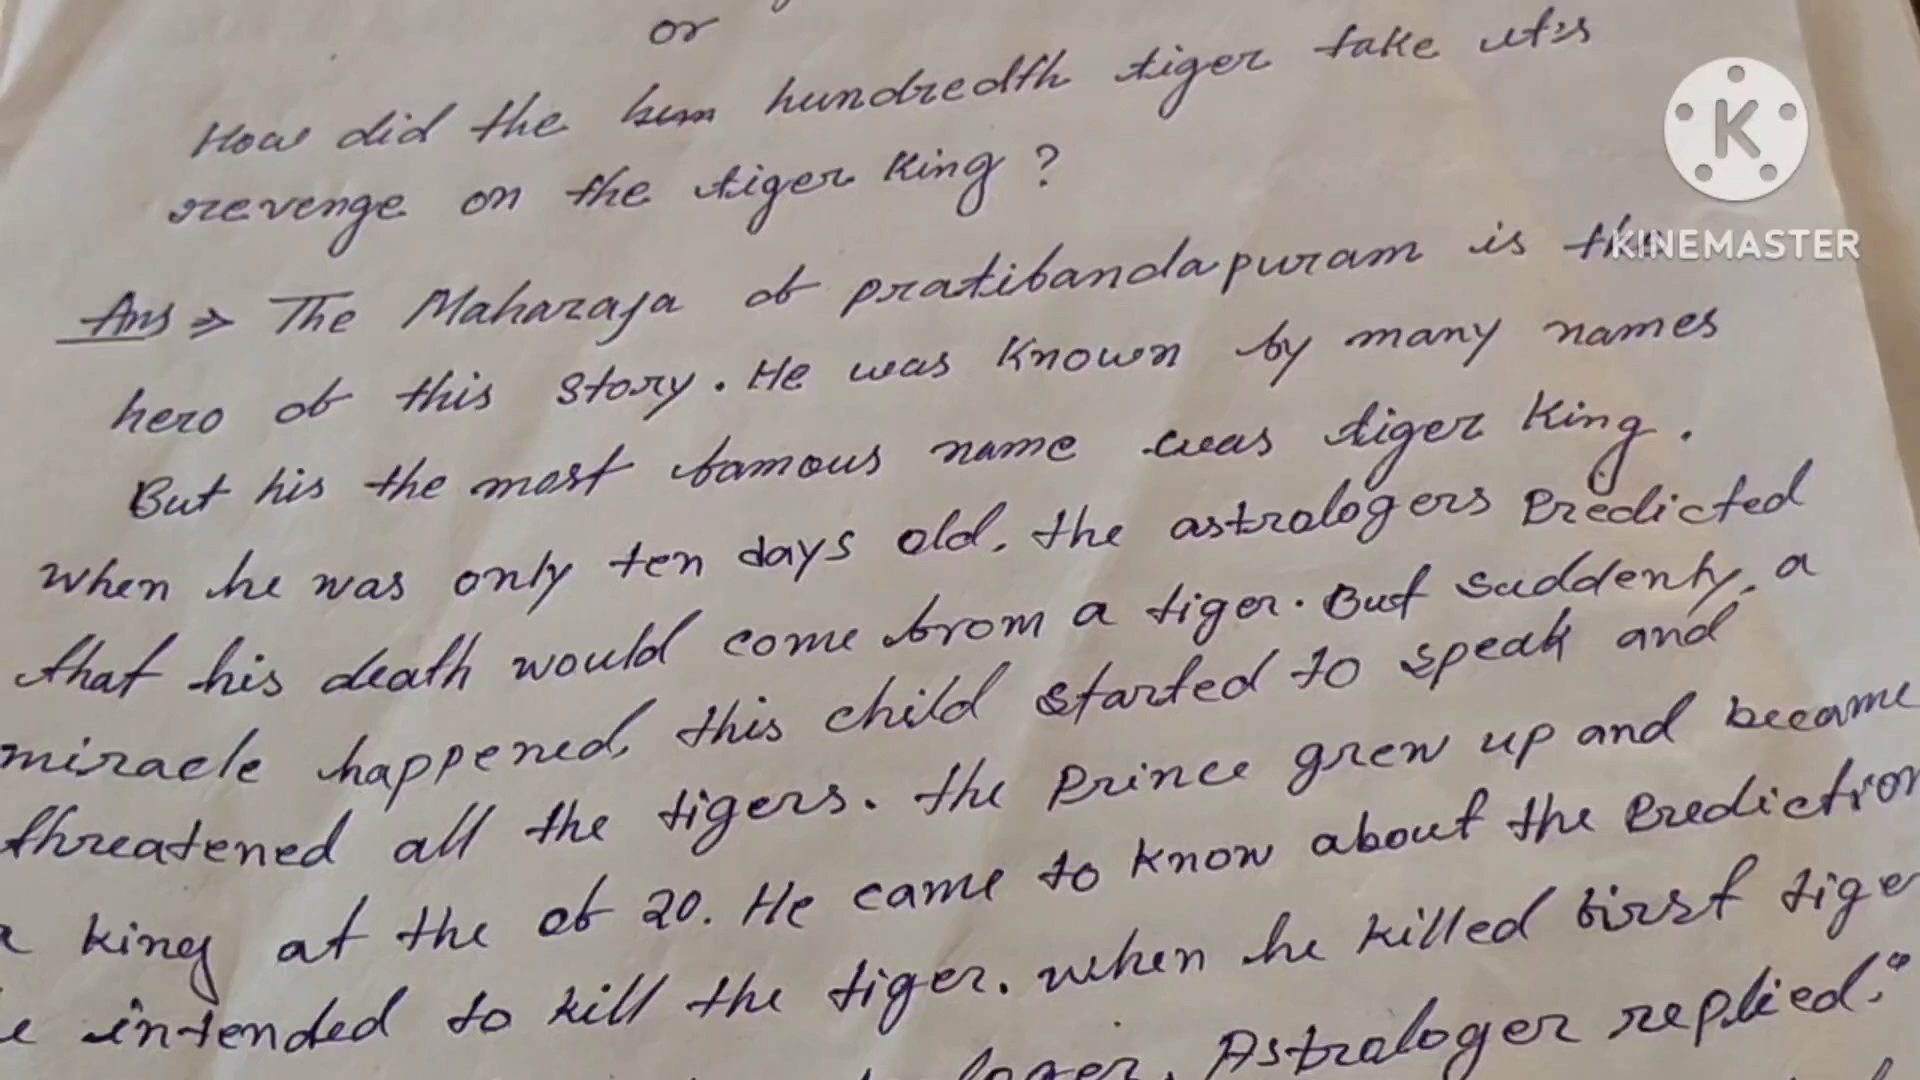 or
How did the hundredth tiger take it's
revenge on the tiger King ?
Ans ⇒ The Maharaja of pratibandapuram is the
hero of this story. He was known by many names
But his the most famous name was tiger King.
when he was only ten days old, the astrologers predicted
that his death would come from a tiger. But suddenly, a
miracle happened, this child started to speak and
threatened all the tigers. the prince grew up and became
a king at the of 20. He came to know about the prediction
intended to kill the tiger. when he killed first tige
Astrologer replied:"
K
KINEMASTER